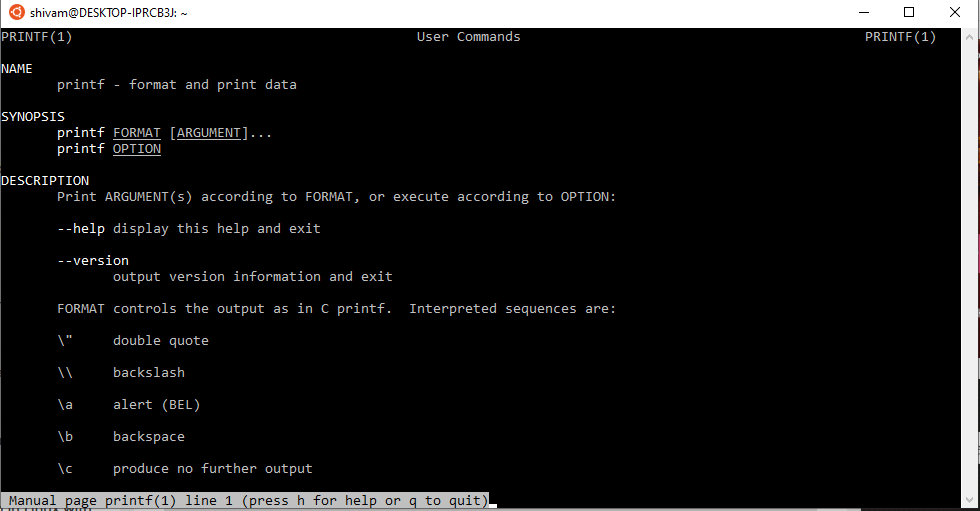 shivam@DESKTOP-IPRCB3J: ~
PRINTF(1) User Commands PRINTF(1)
NAME
printf - format and print data
SYNOPSIS
printf FORMAT [ARGUMENT]...
printf OPTION
DESCRIPTION
Print ARGUMENT(s) according to FORMAT, or execute according to OPTION:
--help display this help and exit
--version
output version information and exit
FORMAT controls the output as in C printf. Interpreted sequences are:
\" double quote
\\ backslash
\a alert (BEL)
\b backspace
\c produce no further output
Manual page printf(1) line 1 (press h for help or q to quit)